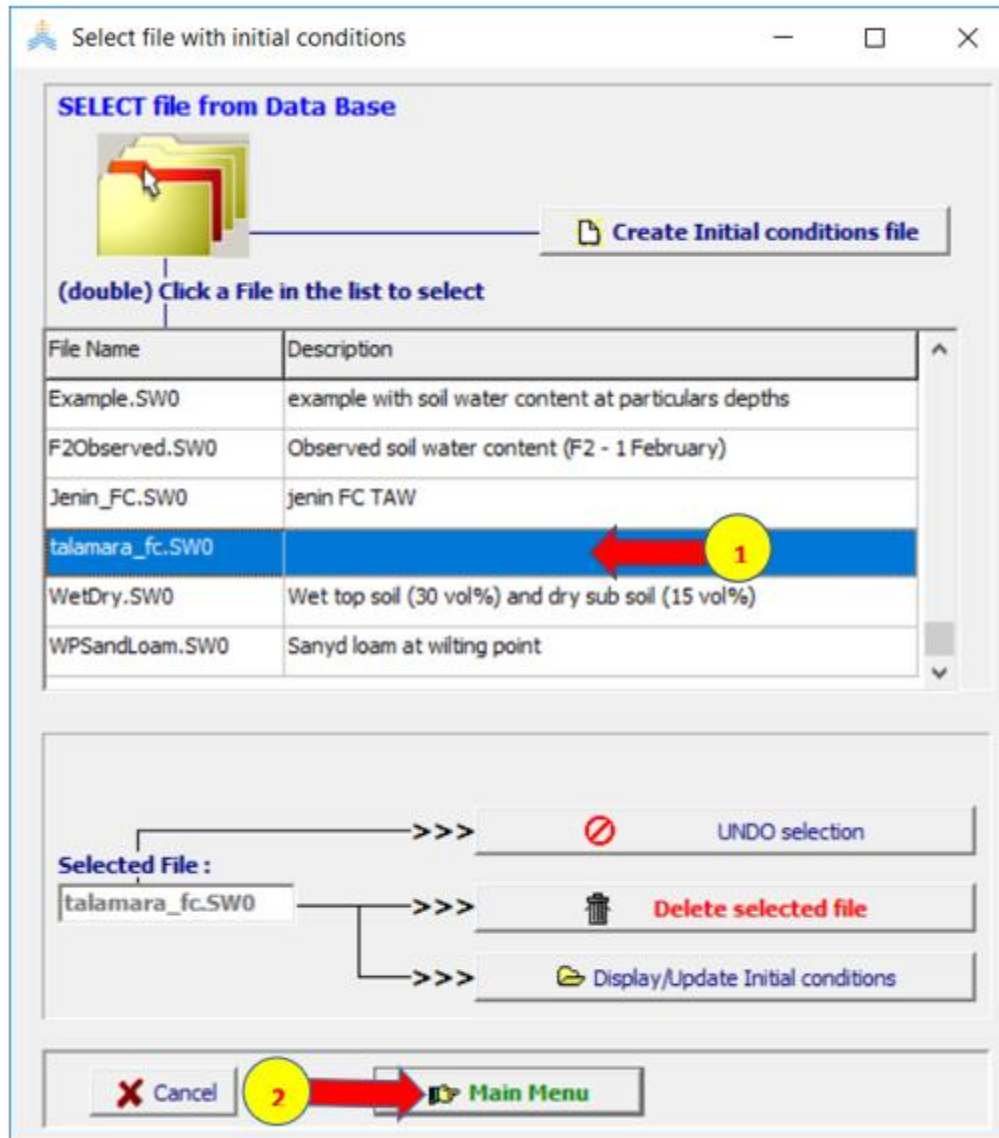 Select file with initial conditions
SELECT file from Data Base
Create Initial conditions file
(double) Click a File in the list to select
File Name Description
Example.SW0 example with soil water content at particulars depths
F2Observed.SW0 Observed soil water content (F2 - 1 February)
Jenin_FC.SW0 jenin FC TAW
talamara_fc.SW0 1
WetDry.SW0 Wet top soil (30 vol%) and dry sub soil (15 vol%)
WPSandLoam.SW0 Sanyd loam at wilting point
>>> UNDO selection
Selected File :
talamara_fc.SW0 >>> Delete selected file
>>> Display/Update Initial conditions
Cancel 2 Main Menu